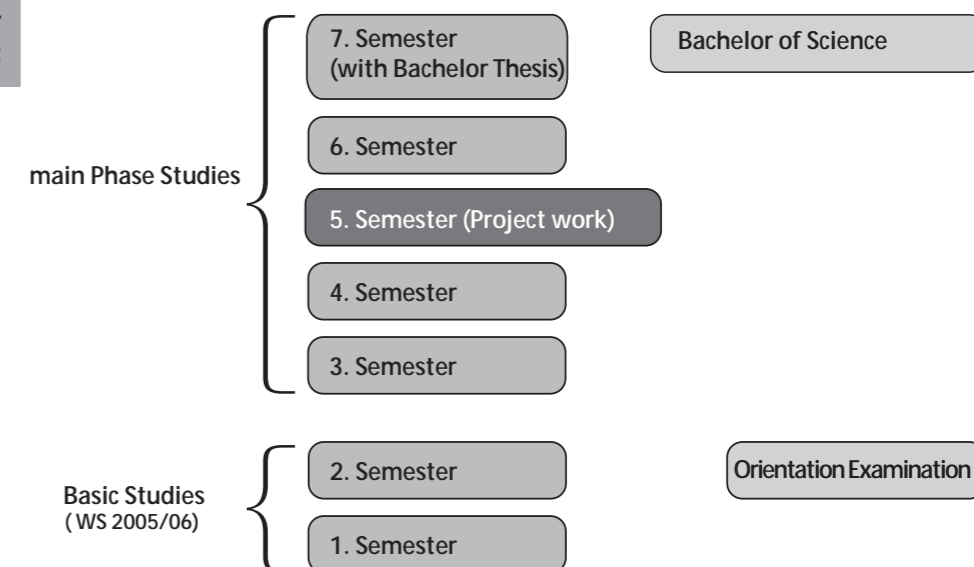 7. Semester
(with Bachelor Thesis)
Bachelor of Science
6. Semester
main Phase Studies
5. Semester (Project work)
4. Semester
3. Semester
2. Semester
Orientation Examination
Basic Studies
( WS 2005/06)
1. Semester